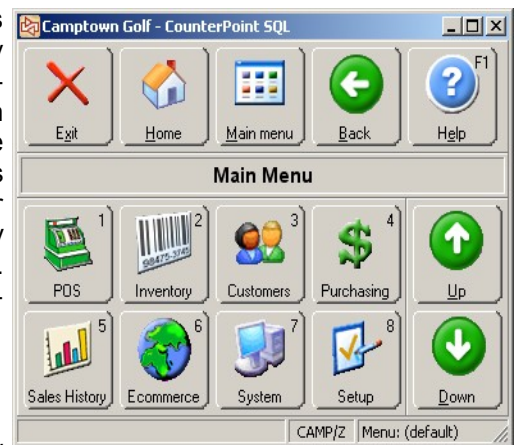 Camptown Golf - CounterPoint SQL
F1
Exit Home Main menu Back Help
Main Menu
1 2 3 4
98475-3745
POS Inventory Customers Purchasing Up
5 6 7 8
Sales History Ecommerce System Setup Down
CAMP/Z Menu: (default)